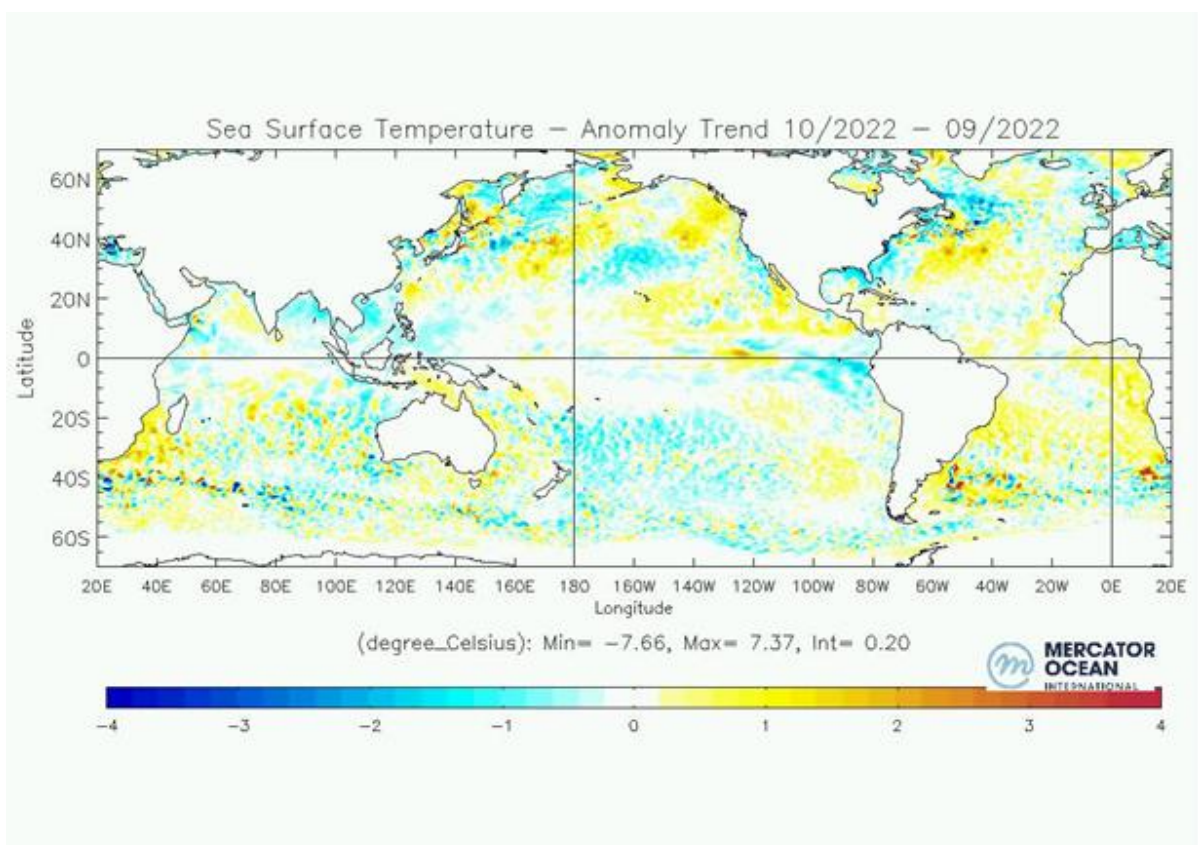 Sea Surface Temperature – Anomaly Trend 10/2022 – 09/2022
60N
40N
20N
0
20S
40S
60S
Latitude
20E 40E 60E 80E 100E 120E 140E 160E 180 160W 140W 120W 100W 80W 60W 40W 20W 0E 20E
Longitude
(degree_Celsius): Min= -7.66, Max= 7.37, Int= 0.20
MERCATOR
OCEAN
INTERNATIONAL
-4 -3 -2 -1 0 1 2 3 4